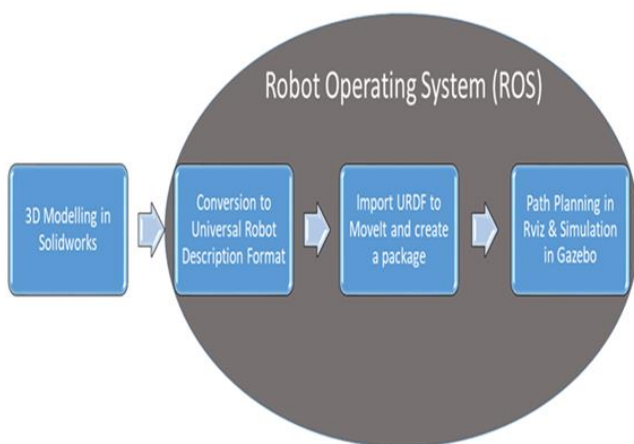 Robot Operating System (ROS)
3D Modelling in
Solidworks
Conversion to
Universal Robot
Description Format
Import URDF to
MoveIt and create
a package
Path Planning in
Rviz & Simulation
in Gazebo